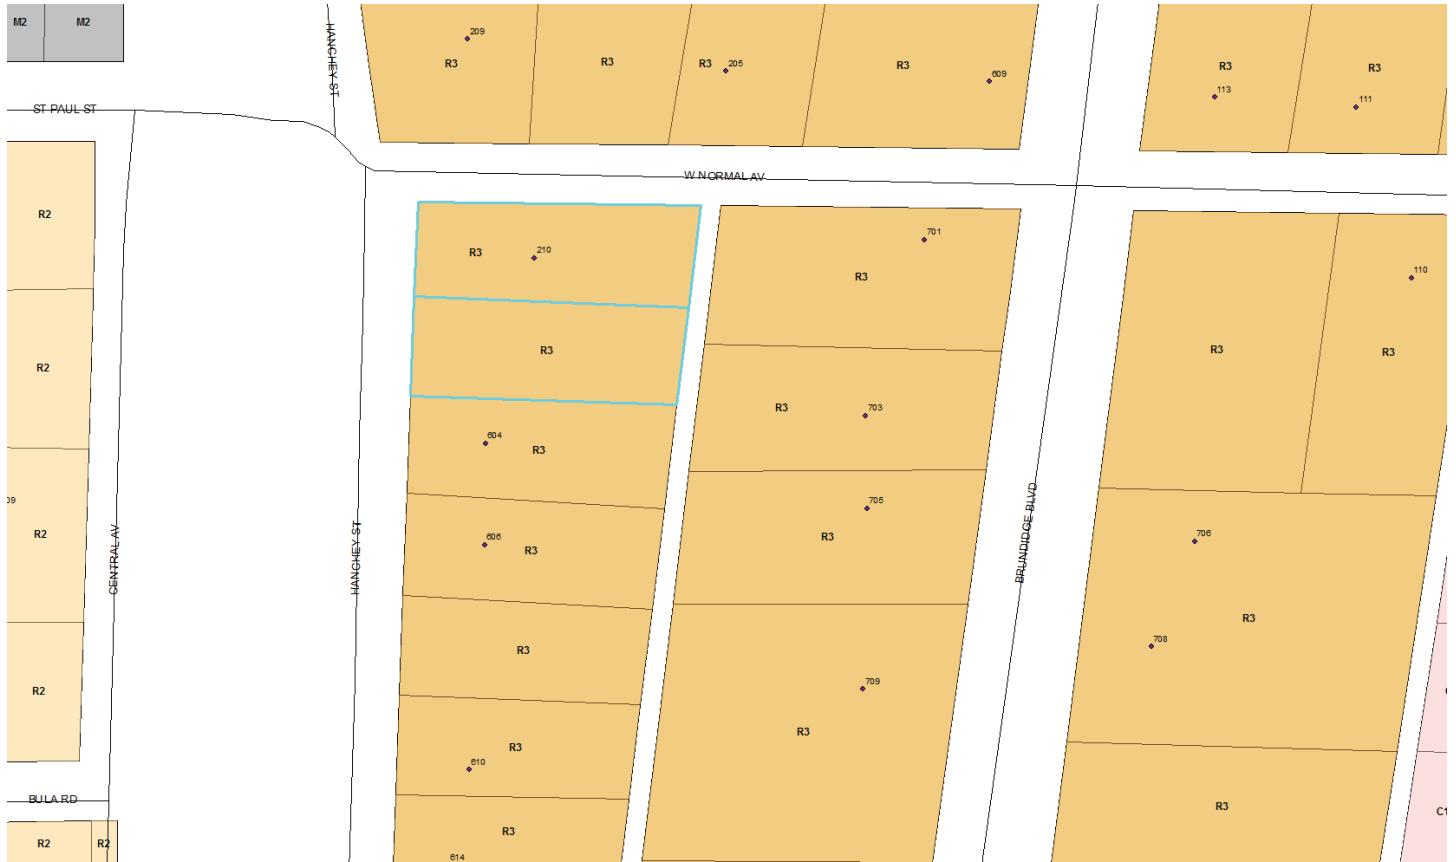 M2
M2
HANCHEY ST
209
R3
R3
R3
205
R3
609
R3
113
R3
111
ST PAUL ST
W NORMAL AV
R2
R3
210
701
R3
110
R3
R2
R3
R3
R3
604
R3
R3
703
09
R2
CENTRAL AV
HANCHEY ST
606
R3
705
R3
BRUNDIDGE BLVD
706
R3
708
R2
R3
709
R3
R3
610
BULA RD
R2
R2
R3
614
R3
C1